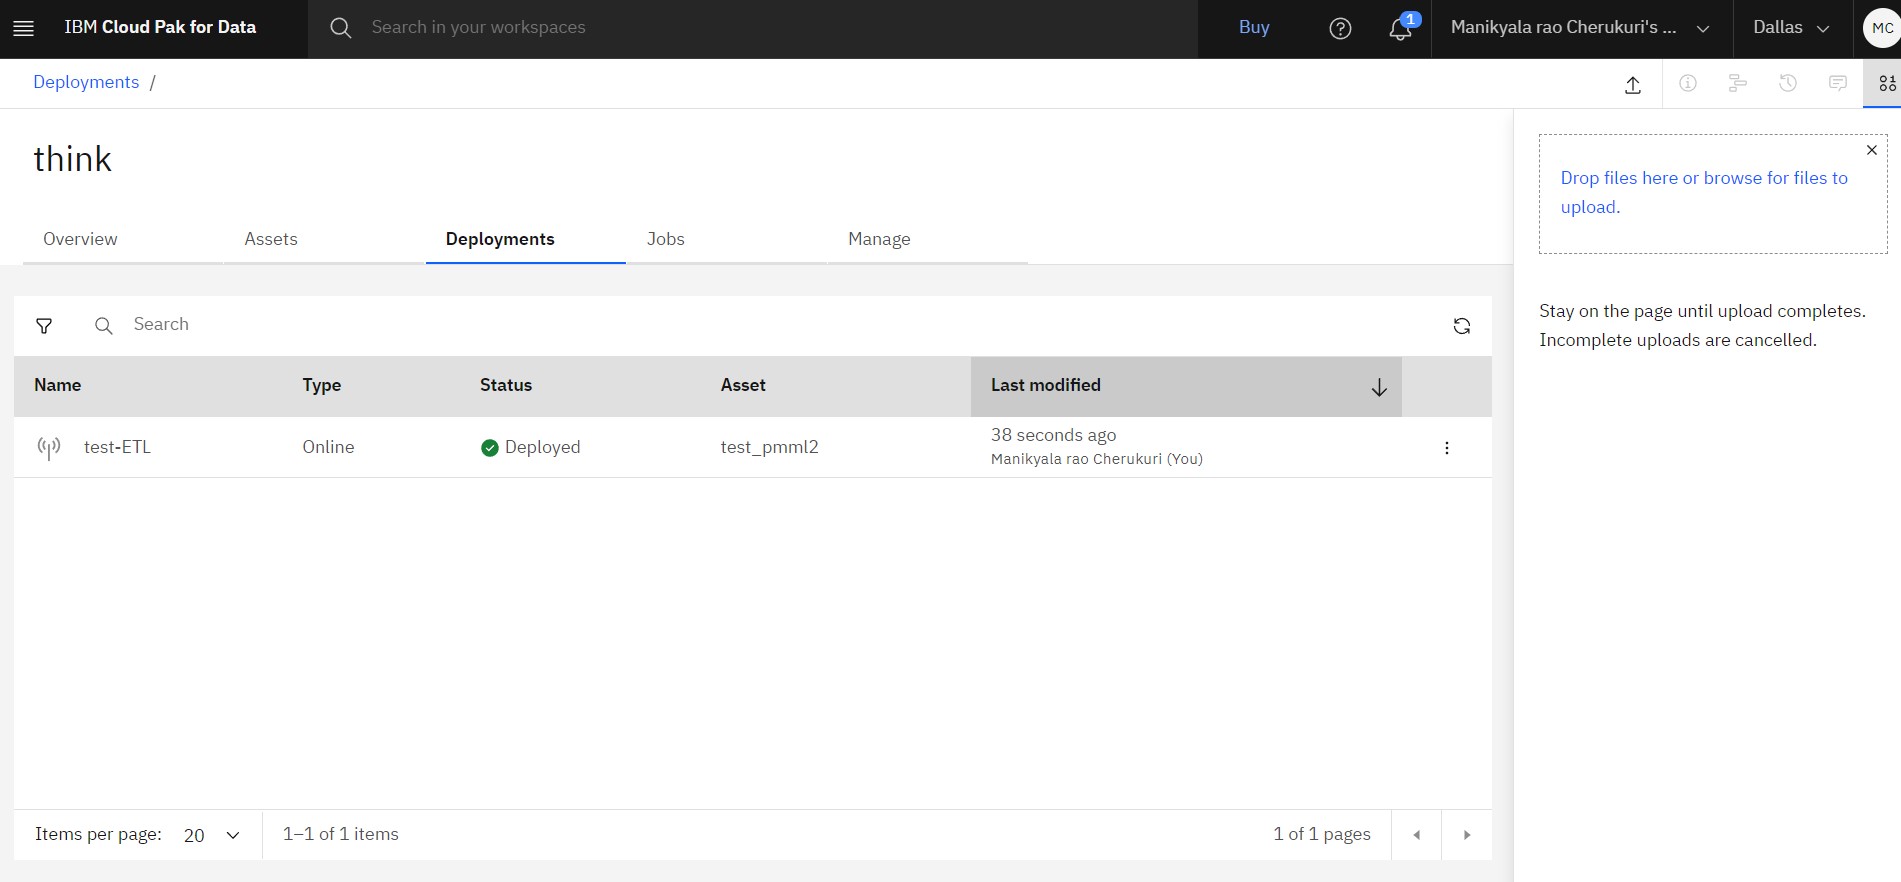 IBM Cloud Pak for Data
Search in your workspaces
Buy
1
Manikyala rao Cherukuri's ...
Dallas
MC
Deployments /
think
Overview
Assets
Deployments
Jobs
Manage
Drop files here or browse for files to
upload.
Stay on the page until upload completes.
Incomplete uploads are cancelled.
Search
Name Type Status Asset Last modified
test-ETL Online Deployed test_pmml2 38 seconds ago
Manikyala rao Cherukuri (You)
Items per page: 20 1–1 of 1 items 1 of 1 pages